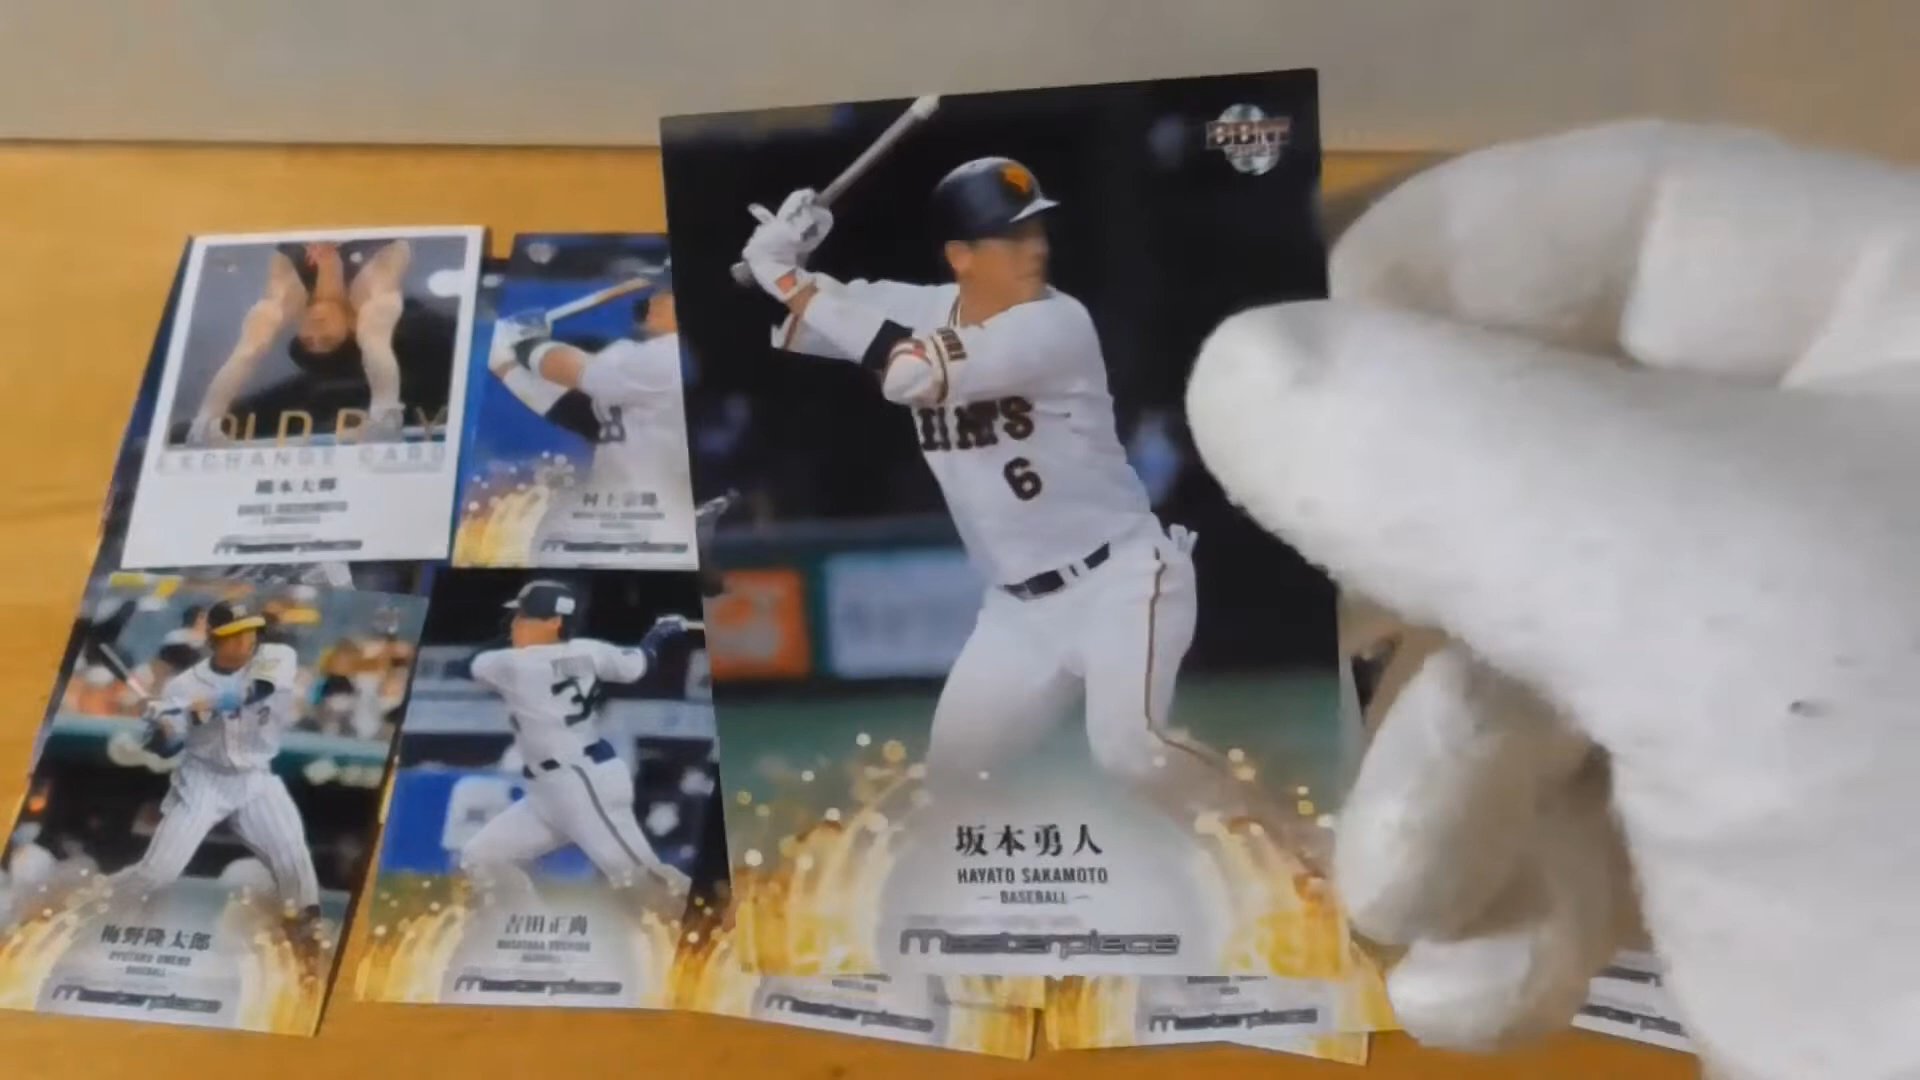 BBM
GIANTS
6
坂本勇人
HAYATO SAKAMOTO
BASEBALL
Masterpiece
EXCHANGE CARD
橋本大輝
Masterpiece
村上宗隆
Masterpiece
梅野隆太郎
RYUTARO UMENO
BASEBALL
Masterpiece
34
吉田正尚
MASATAKA YOSHIDA
BASEBALL
Masterpiece
Masterpiece
Masterpiece